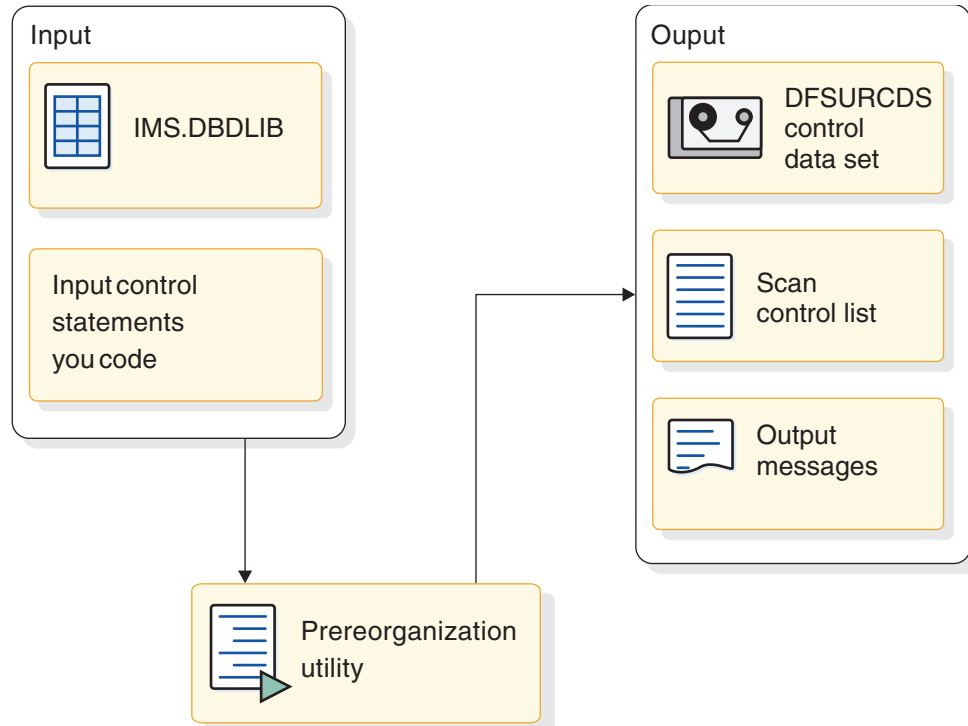 Input
IMS.DBDLIB
Input control
statements
you code
Prereorganization
utility
Ouput
DFSURCDS
control
data set
Scan
control list
Output
messages